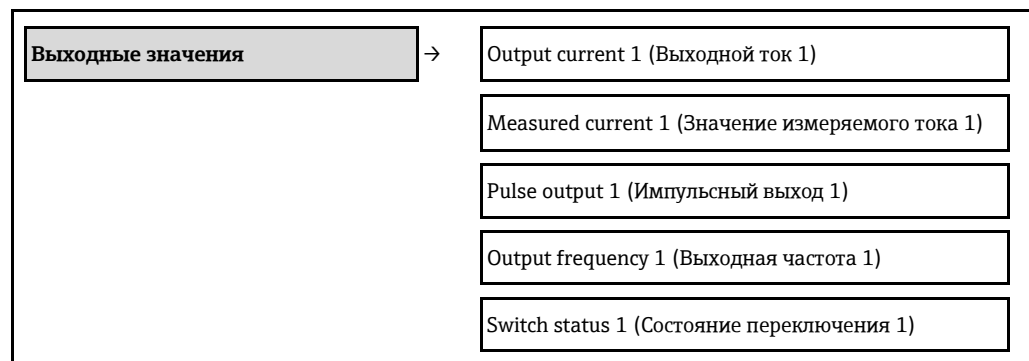 Выходные значения → Output current 1 (Выходной ток 1)
Measured current 1 (Значение измеряемого тока 1)
Pulse output 1 (Импульсный выход 1)
Output frequency 1 (Выходная частота 1)
Switch status 1 (Состояние переключения 1)